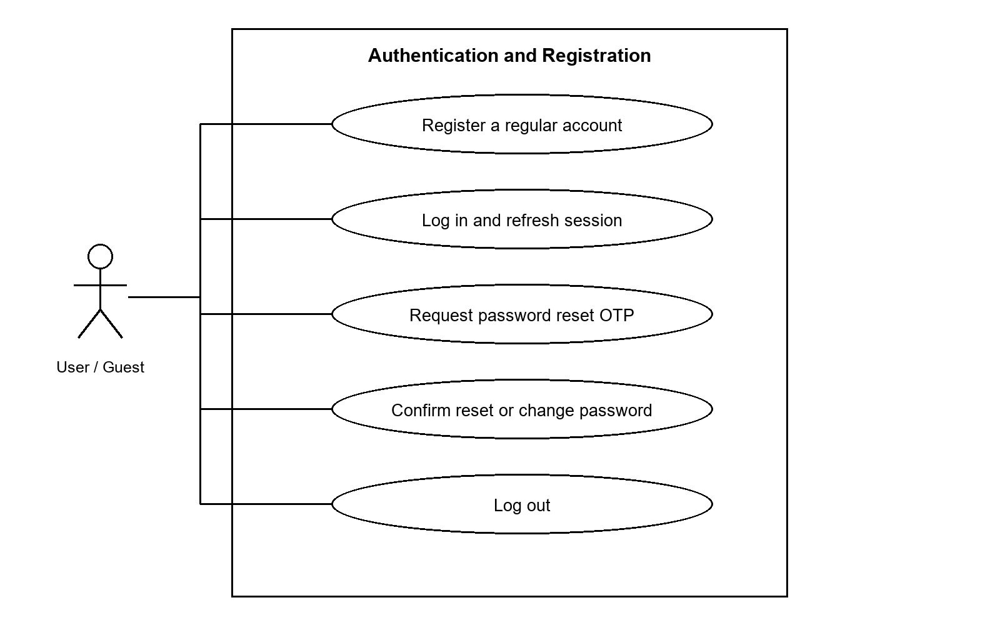 Authentication and Registration
Register a regular account
Log in and refresh session
Request password reset OTP
User / Guest
Confirm reset or change password
Log out